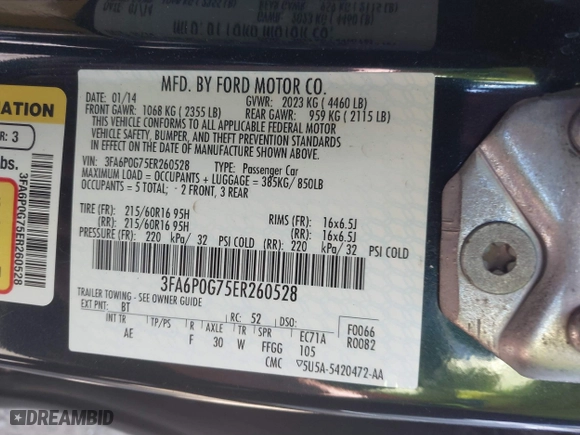 MFD. BY FORD MOTOR CO.
DATE: 01/14 GVWR: 2023 KG ( 4460 LB)
FRONT GAWR: 1068 KG ( 2355 LB) REAR GAWR: 959 KG ( 2115 LB)
THIS VEHICLE CONFORMS TO ALL APPLICABLE FEDERAL MOTOR
VEHICLE SAFETY, BUMPER, AND THEFT PREVENTION STANDARDS
IN EFFECT ON THE DATE OF MANUFACTURE SHOWN ABOVE.
VIN: 3FA6P0G75ER260528 TYPE: Passenger Car
MAXIMUM LOAD = OCCUPANTS + LUGGAGE = 385KG/ 850LB
OCCUPANTS = 5 TOTAL: - 2 FRONT, 3 REAR
TIRE (FR): 215/60R16 95H RIMS (FR): 16x6.5J
(RR): 215/60R16 95H (RR): 16x6.5J
PRESSURE (FR): 220 kPa/ 32 PSI COLD (RR): 220 kPa/ 32 PSI COLD
3FA6P0G75ER260528
TRAILER TOWING - SEE OWNER GUIDE
EXT PNT: BT RC: 52 DSO: F0066
R0082
INT TR TP/PS R AXLE TR SPR EC71A
AE F 30 W FFGG 105
CMC 5U5A-5420472-AA
MATION
R: 3
bs.
3FA6P0G75ER260528
DREAMBID